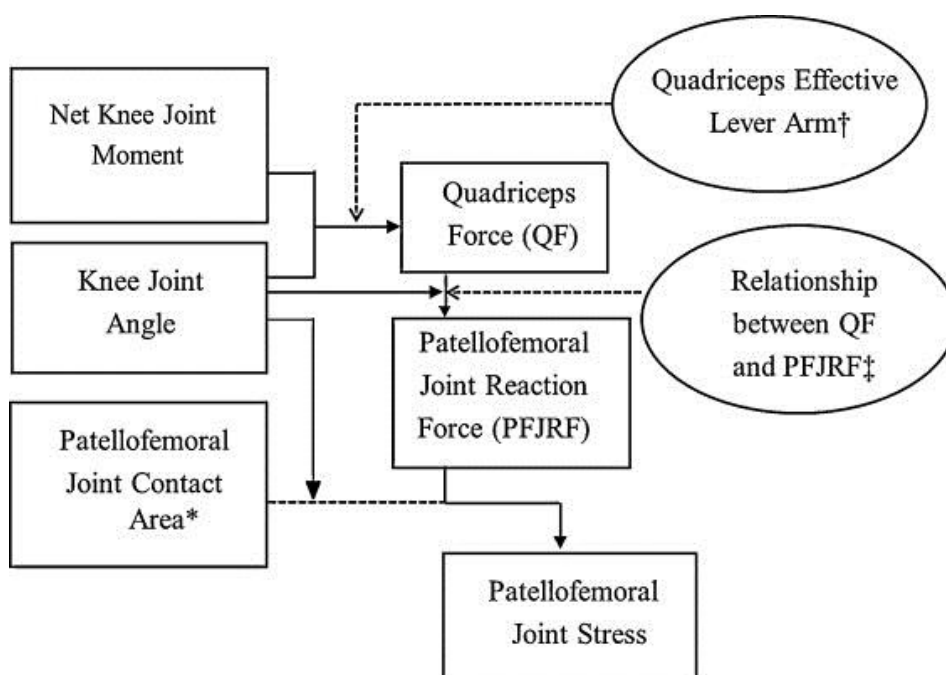 Net Knee Joint
Moment
Quadriceps Effective
Lever Arm†
Quadriceps
Force (QF)
Knee Joint
Angle
Relationship
between QF
and PFJRF‡
Patellofemoral
Joint Reaction
Force (PFJRF)
Patellofemoral
Joint Contact
Area*
Patellofemoral
Joint Stress